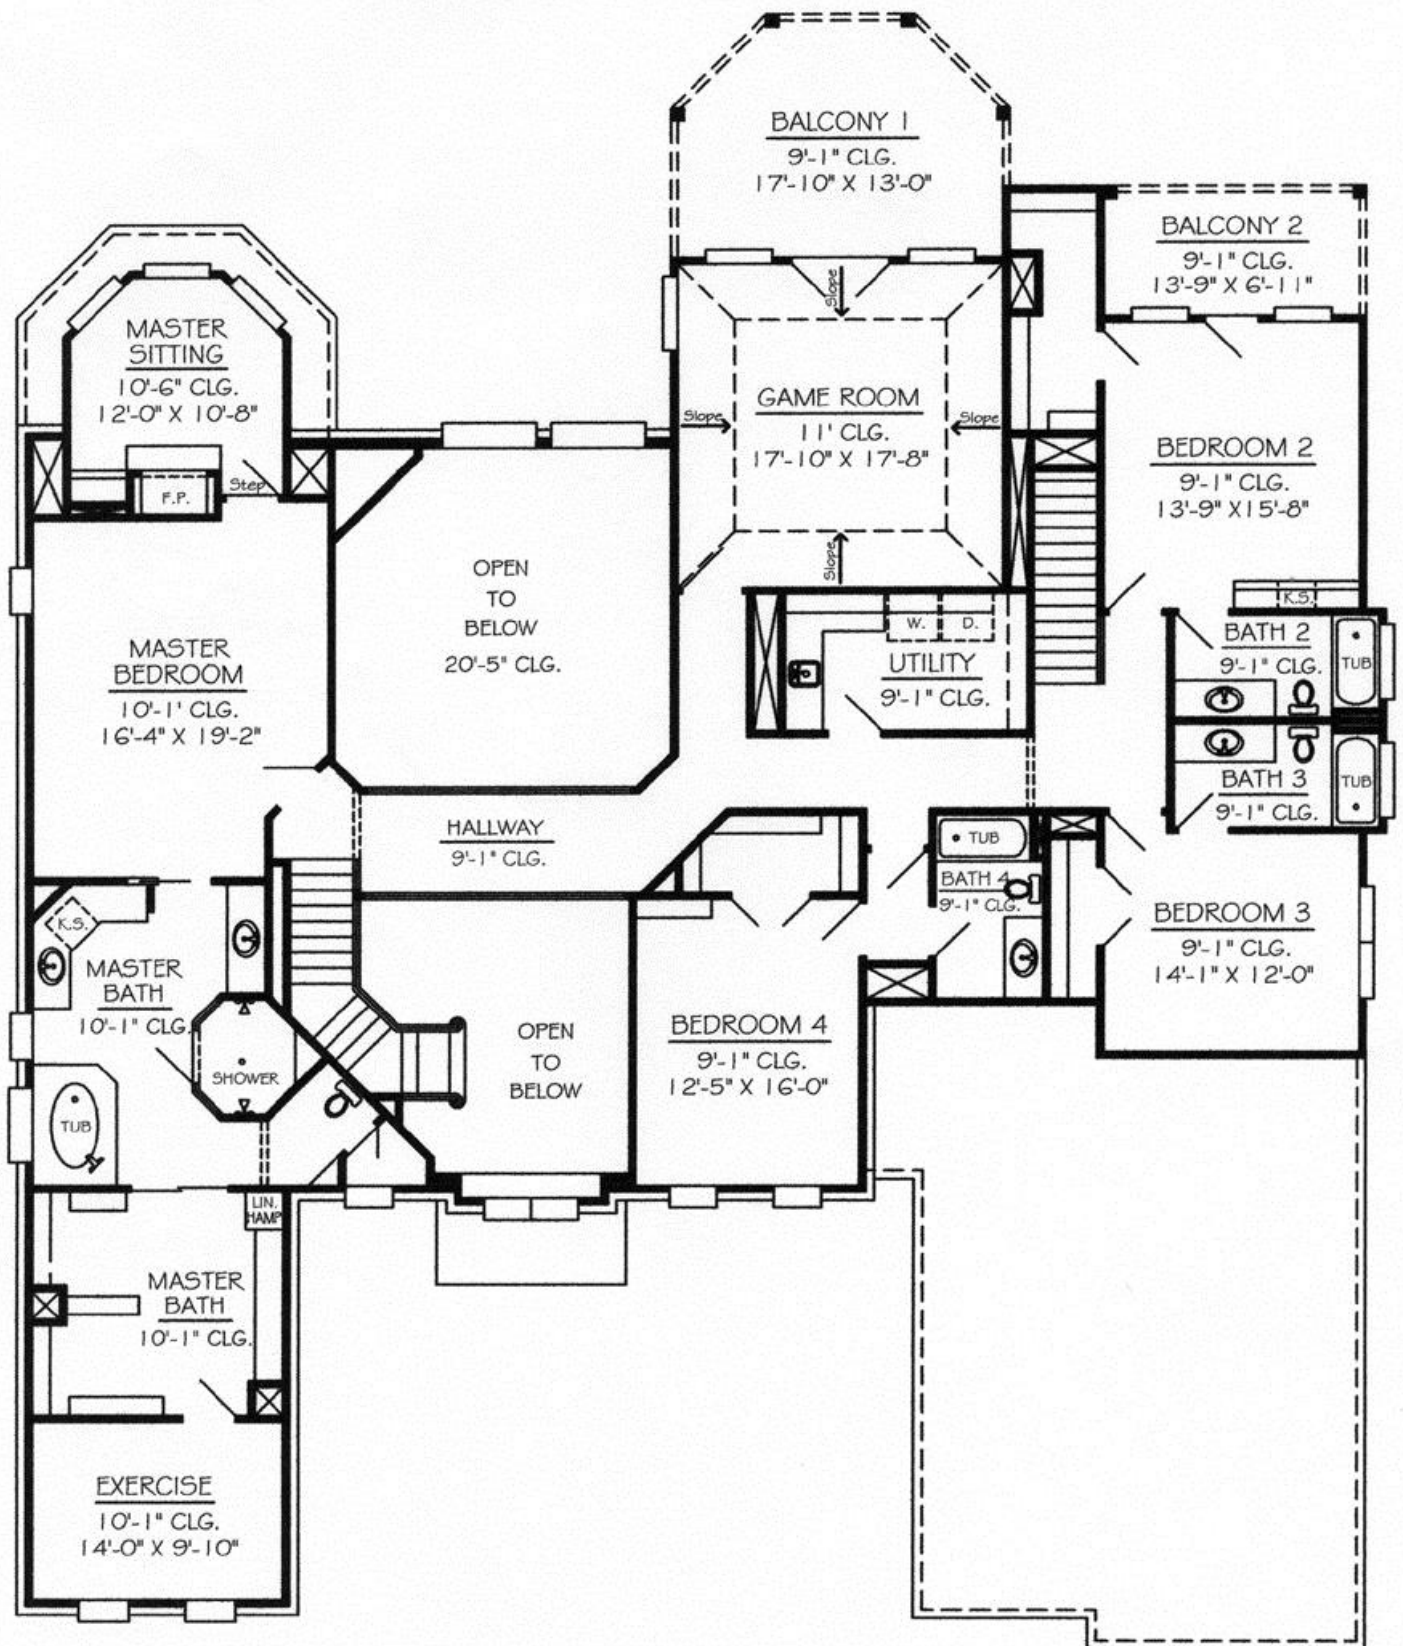 BALCONY 1
9'-1" CLG.
17'-10" X 13'-0"
BALCONY 2
9'-1" CLG.
13'-9" X 6'-11"
MASTER
SITTING
10'-6" CLG.
12'-0" X 10'-8"
F.P.
Step
Slope
Slope
Slope
Slope
GAME ROOM
11' CLG.
17'-10" X 17'-8"
BEDROOM 2
9'-1" CLG.
13'-9" X15'-8"
K.S.
OPEN
TO
BELOW
20'-5" CLG.
MASTER
BEDROOM
10'-1' CLG.
16'-4" X 19'-2"
W.
D.
UTILITY
9'-1" CLG.
BATH 2
9'-1" CLG.
TUB
BATH 3
9'-1" CLG.
TUB
HALLWAY
9'-1" CLG.
TUB
BATH 4
9'-1" CLG.
BEDROOM 3
9'-1" CLG.
14'-1" X 12'-0"
K.S.
MASTER
BATH
10'-1" CLG.
SHOWER
TUB
OPEN
TO
BELOW
BEDROOM 4
9'-1" CLG.
12'-5" X 16'-0"
LIN.
HAMP
MASTER
BATH
10'-1" CLG.
EXERCISE
10'-1" CLG.
14'-0" X 9'-10"